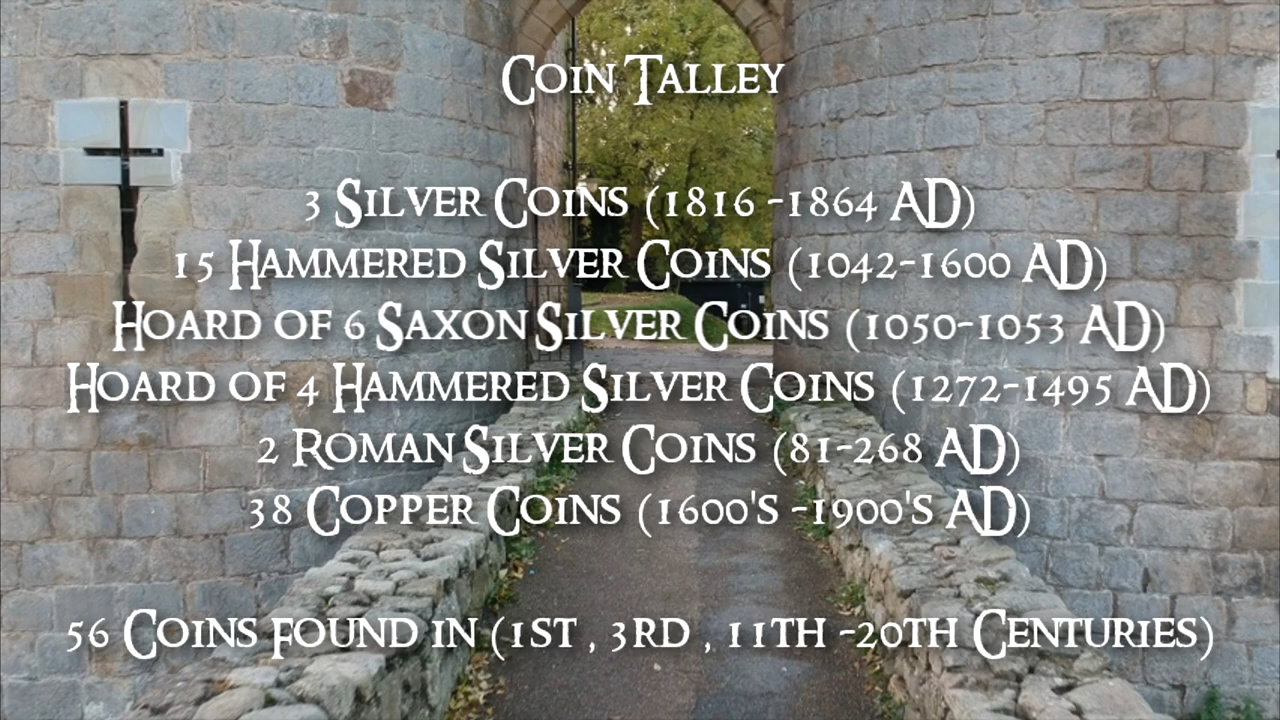 Coin Talley
3 Silver Coins (1816 -1864 AD)
15 Hammered Silver Coins (1042-1600 AD)
Hoard of 6 Saxon Silver Coins (1050-1053 AD)
Hoard of 4 Hammered Silver Coins (1272-1495 AD)
2 Roman Silver Coins (81-268 AD)
38 Copper Coins (1600's -1900's AD)
56 Coins found in (1st , 3rd , 11th -20th Centuries)